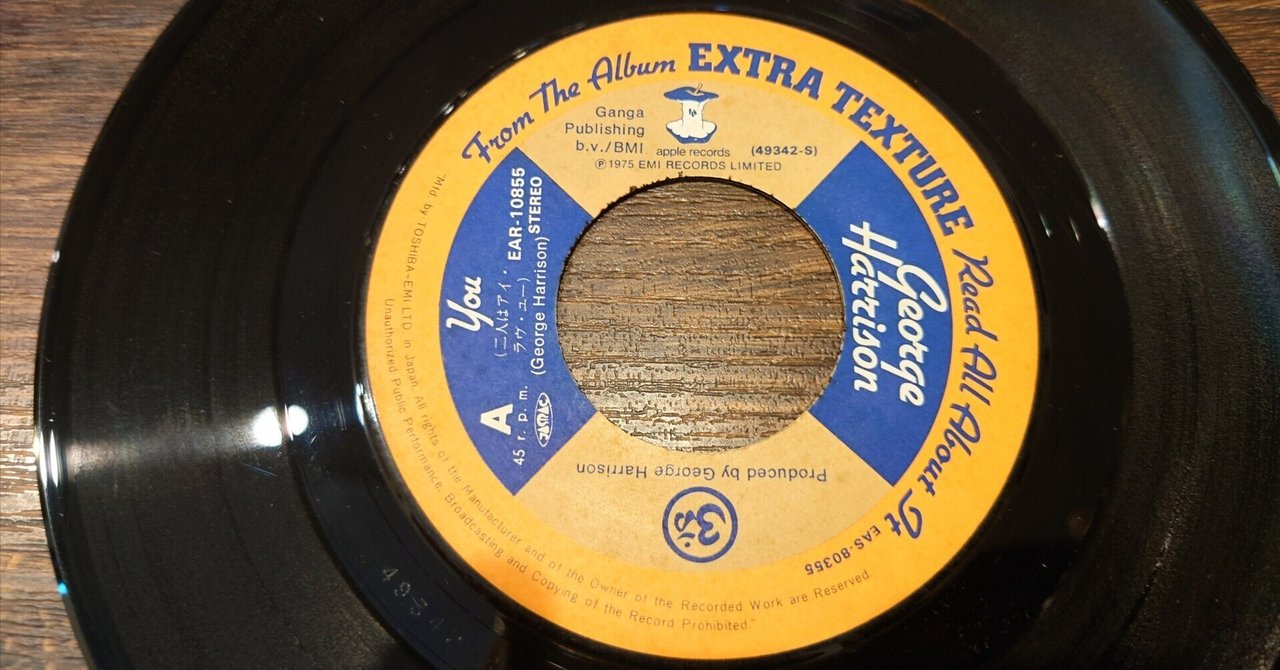 From The Album EXTRA TEXTURE Read All About It EAS-80355
Ganga
Publishing
b.v./BMI
apple records
(49342-S)
℗1975 EMI RECORDS LIMITED
George
Harrison
You
(二人はアイ・
ラヴ・ユー)
(George Harrison)
EAR-10855
STEREO
A
45 r. p. m.
JASRAC
Produced by George Harrison
"Mfd by TOSHIBA-EMI LTD. in Japan. All rights of the Manufacturer and of the Owner of the Recorded Work are Reserved.
Unauthorized Public Performance, Broadcasting and Copying of the Record Prohibited."